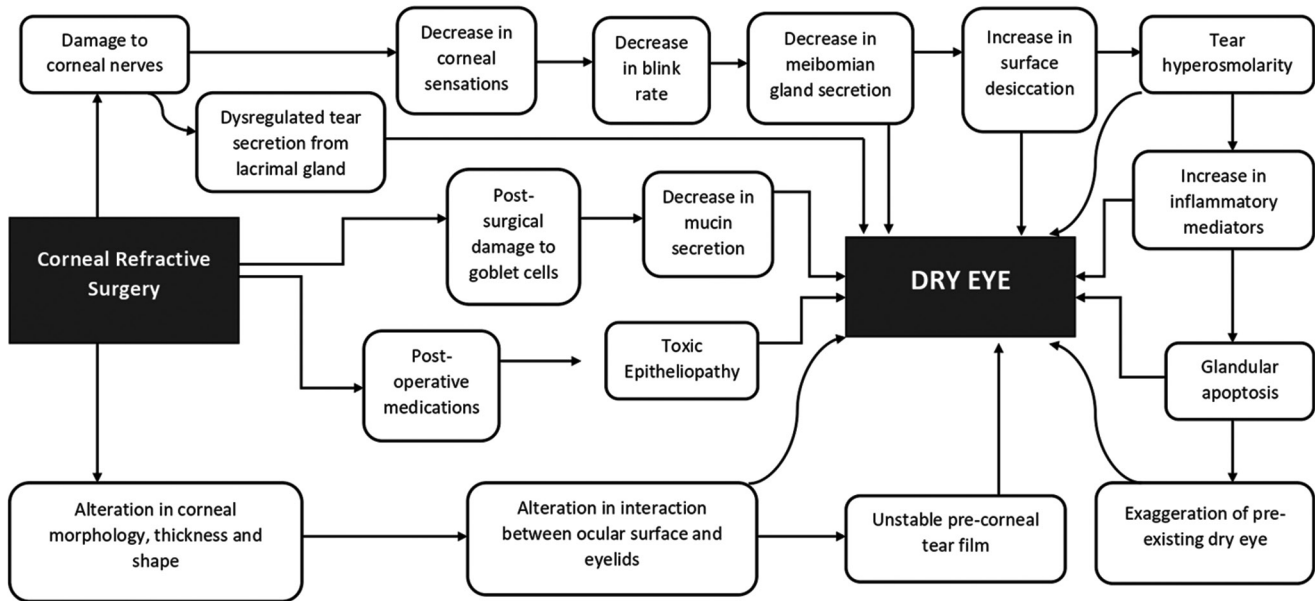 Damage to
corneal nerves
Decrease in
corneal
sensations
Decrease
in blink
rate
Decrease in
meibomian
gland secretion
Increase in
surface
desiccation
Tear
hyperosmolarity
Dysregulated tear
secretion from
lacrimal gland
Post-
surgical
damage to
goblet cells
Decrease in
mucin
secretion
Increase in
inflammatory
mediators
Corneal Refractive
Surgery
DRY EYE
Post-
operative
medications
Toxic
Epitheliopathy
Glandular
apoptosis
Alteration in corneal
morphology, thickness and
shape
Alteration in interaction
between ocular surface and
eyelids
Unstable pre-corneal
tear film
Exaggeration of pre-
existing dry eye